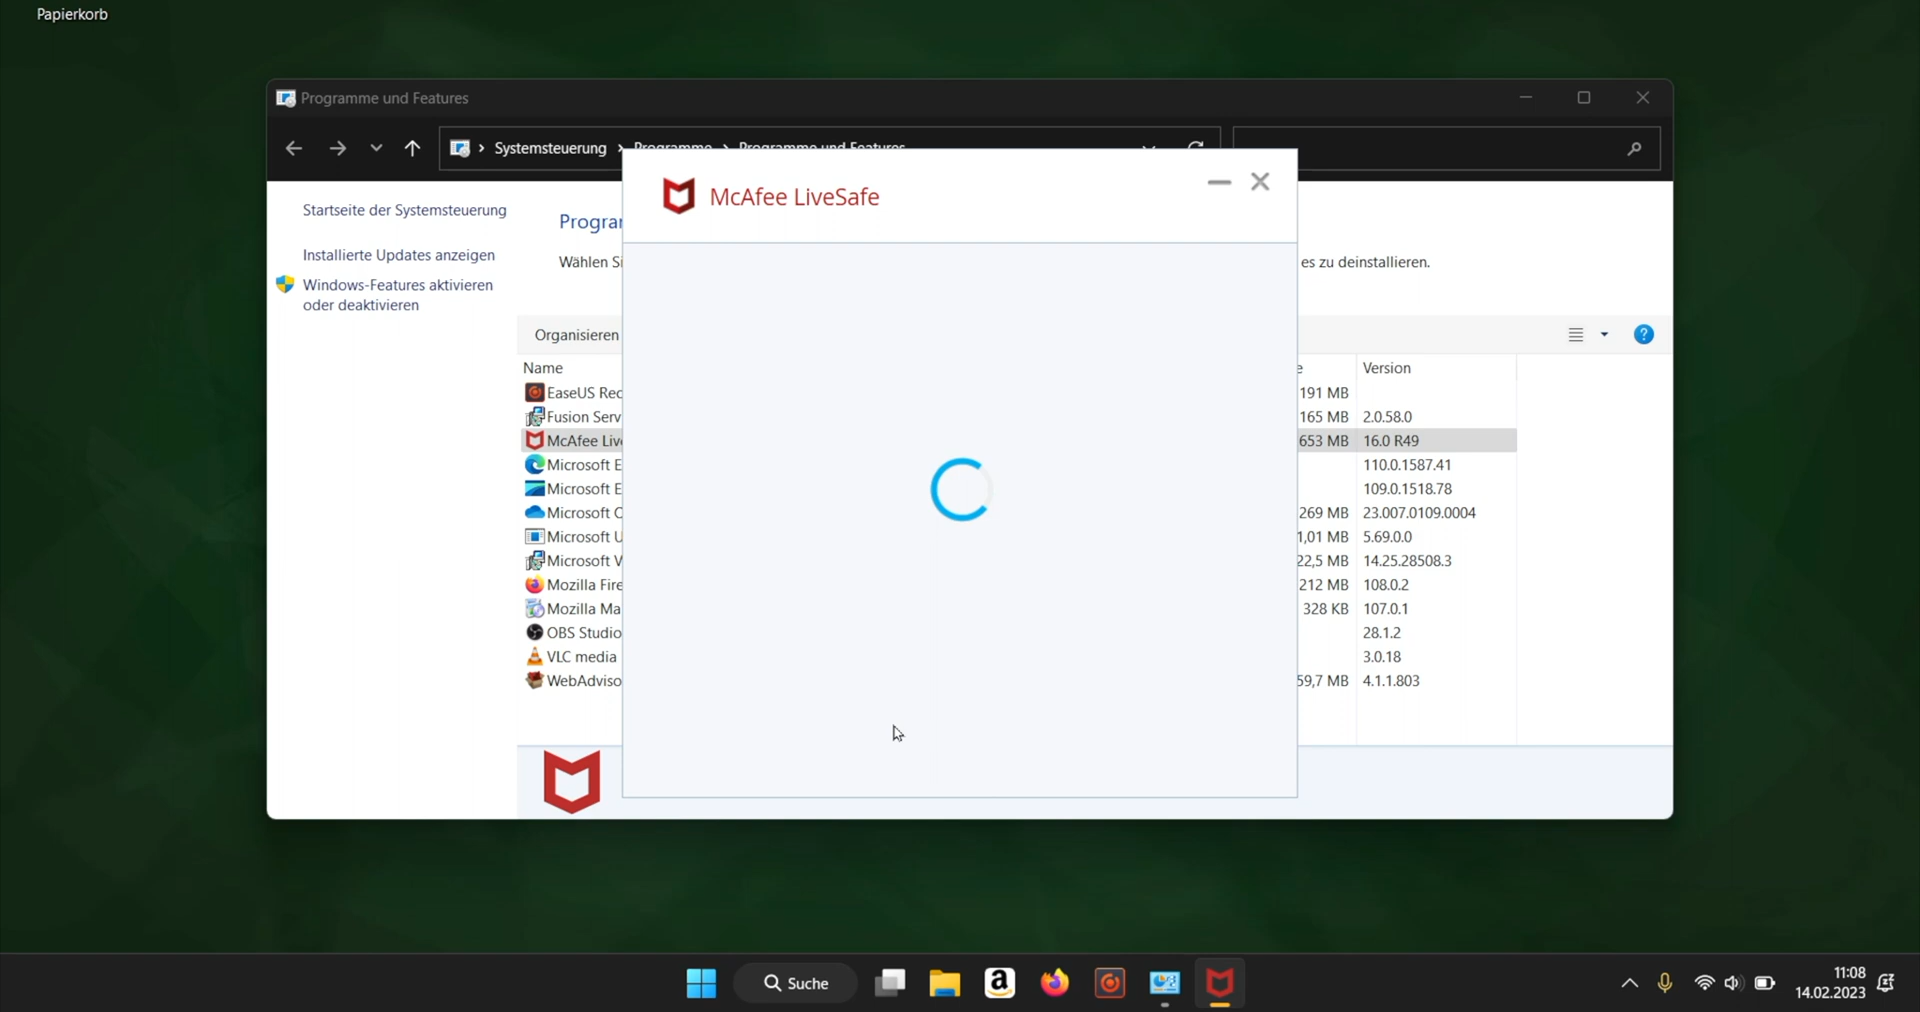 Papierkorb
Programme und Features
Systemsteuerung
Programme
Programme und Features
McAfee LiveSafe
Startseite der Systemsteuerung
Installierte Updates anzeigen
Windows-Features aktivieren
oder deaktivieren
Prograr
Wählen Si
es zu deinstallieren.
Organisieren
Name
e
Version
EaseUS Rec
191 MB
Fusion Serv
165 MB
2.0.58.0
McAfee Live
653 MB
16.0 R49
Microsoft E
110.0.1587.41
Microsoft E
109.0.1518.78
Microsoft O
269 MB
23.007.0109.0004
Microsoft U
1,01 MB
5.69.0.0
Microsoft V
22,5 MB
14.25.28508.3
Mozilla Fire
212 MB
108.0.2
Mozilla Ma
328 KB
107.0.1
OBS Studio
28.1.2
VLC media
3.0.18
WebAdviso
59,7 MB
4.1.1.803
Suche
11:08
14.02.2023